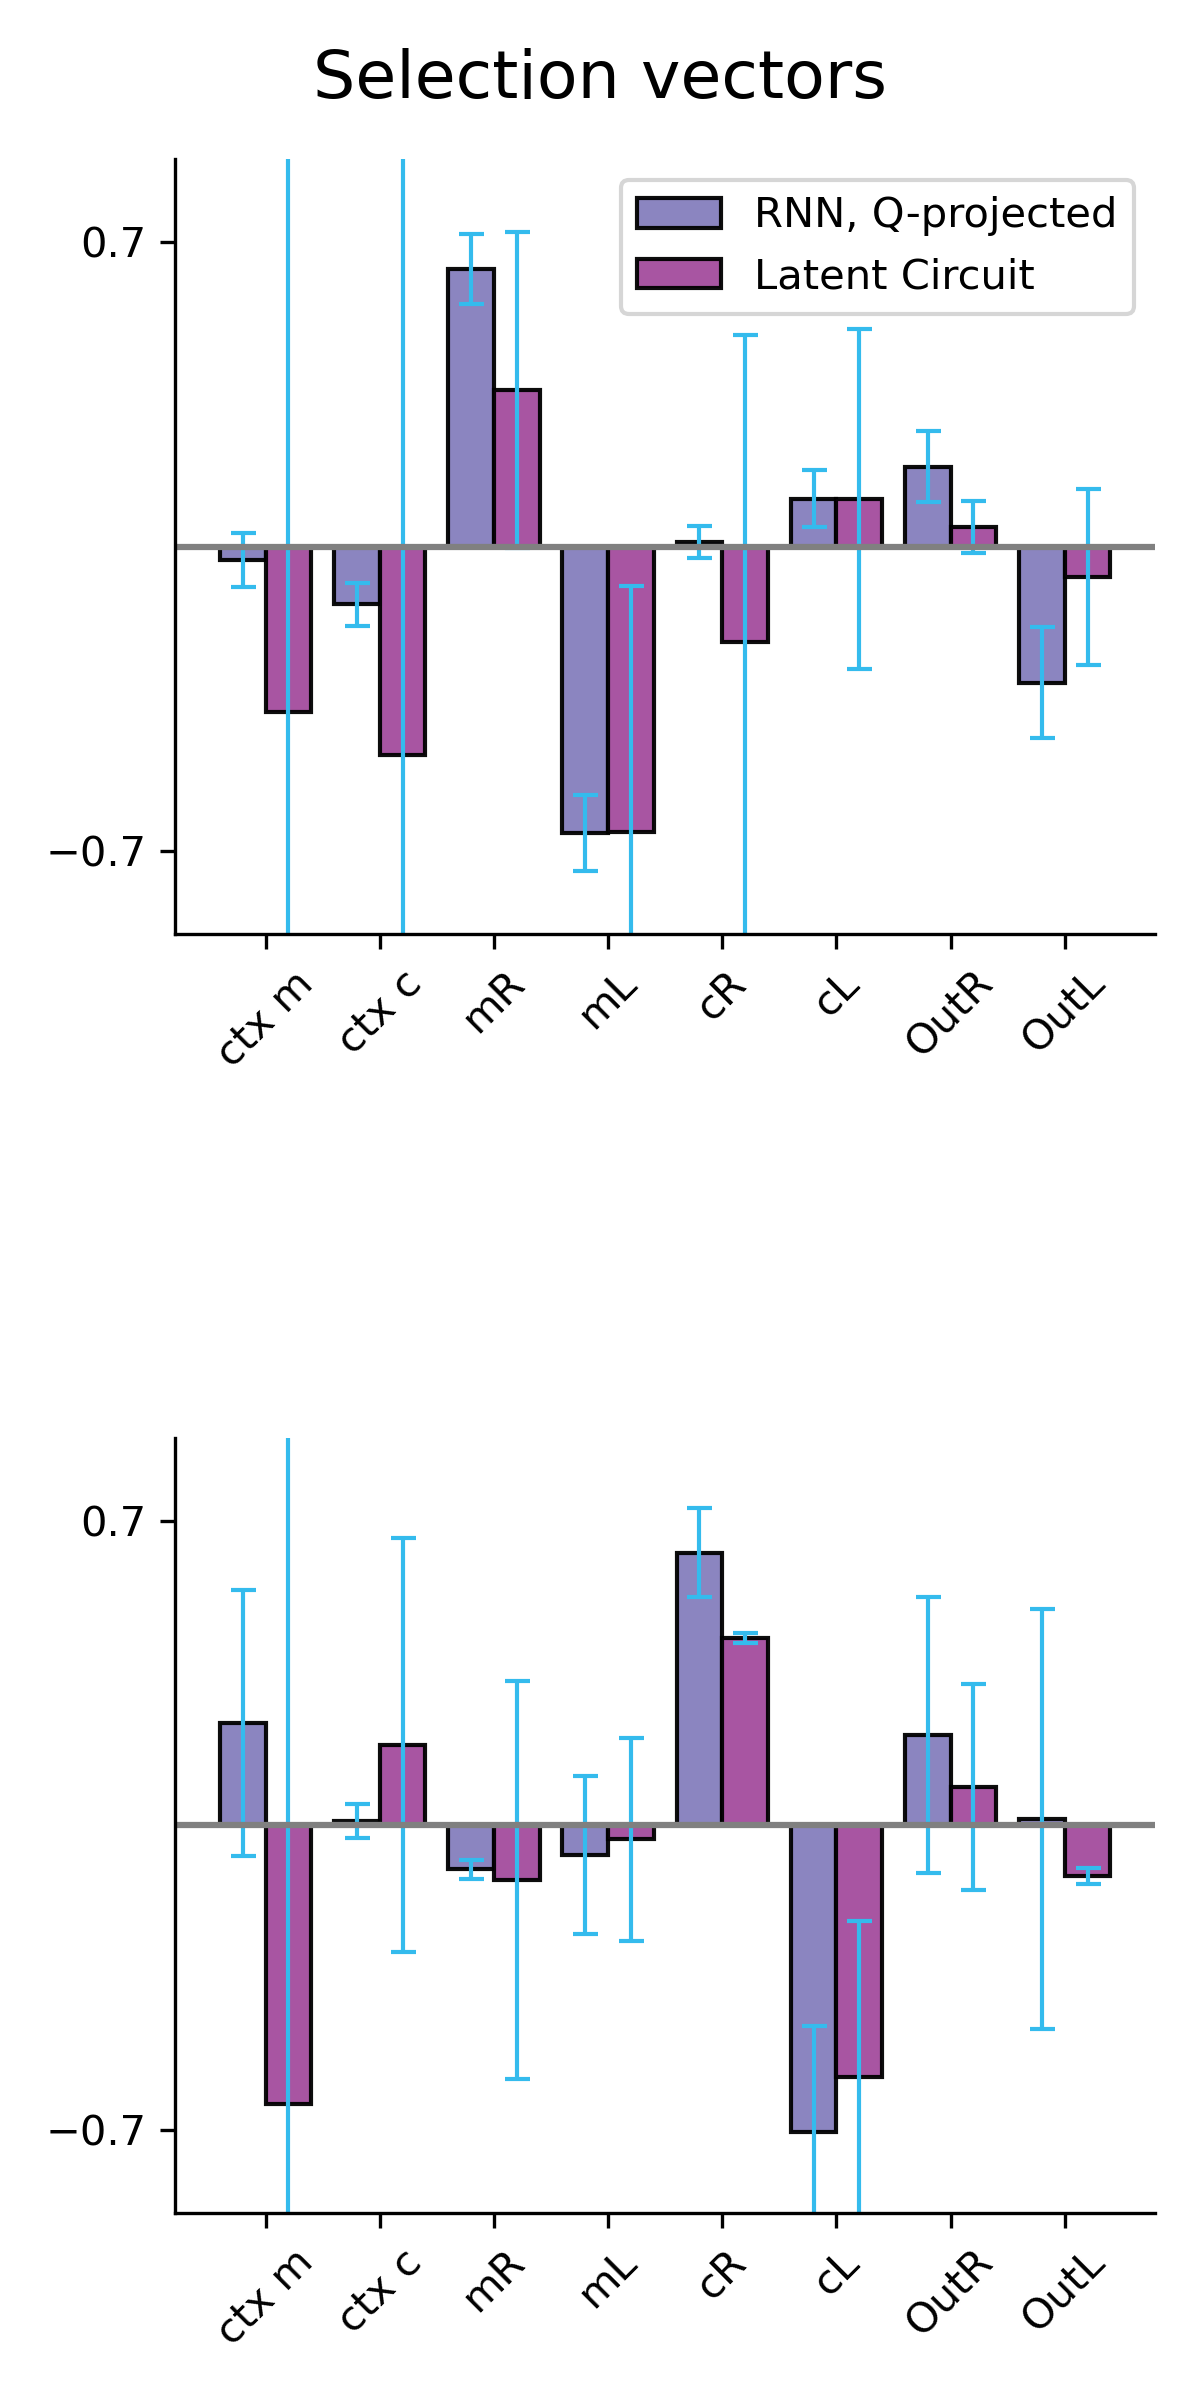 Selection vectors
0.7
−0.7
RNN, Q-projected
Latent Circuit
ctx m
ctx c
mR
mL
cR
cL
OutR
OutL
0.7
−0.7
ctx m
ctx c
mR
mL
cR
cL
OutR
OutL